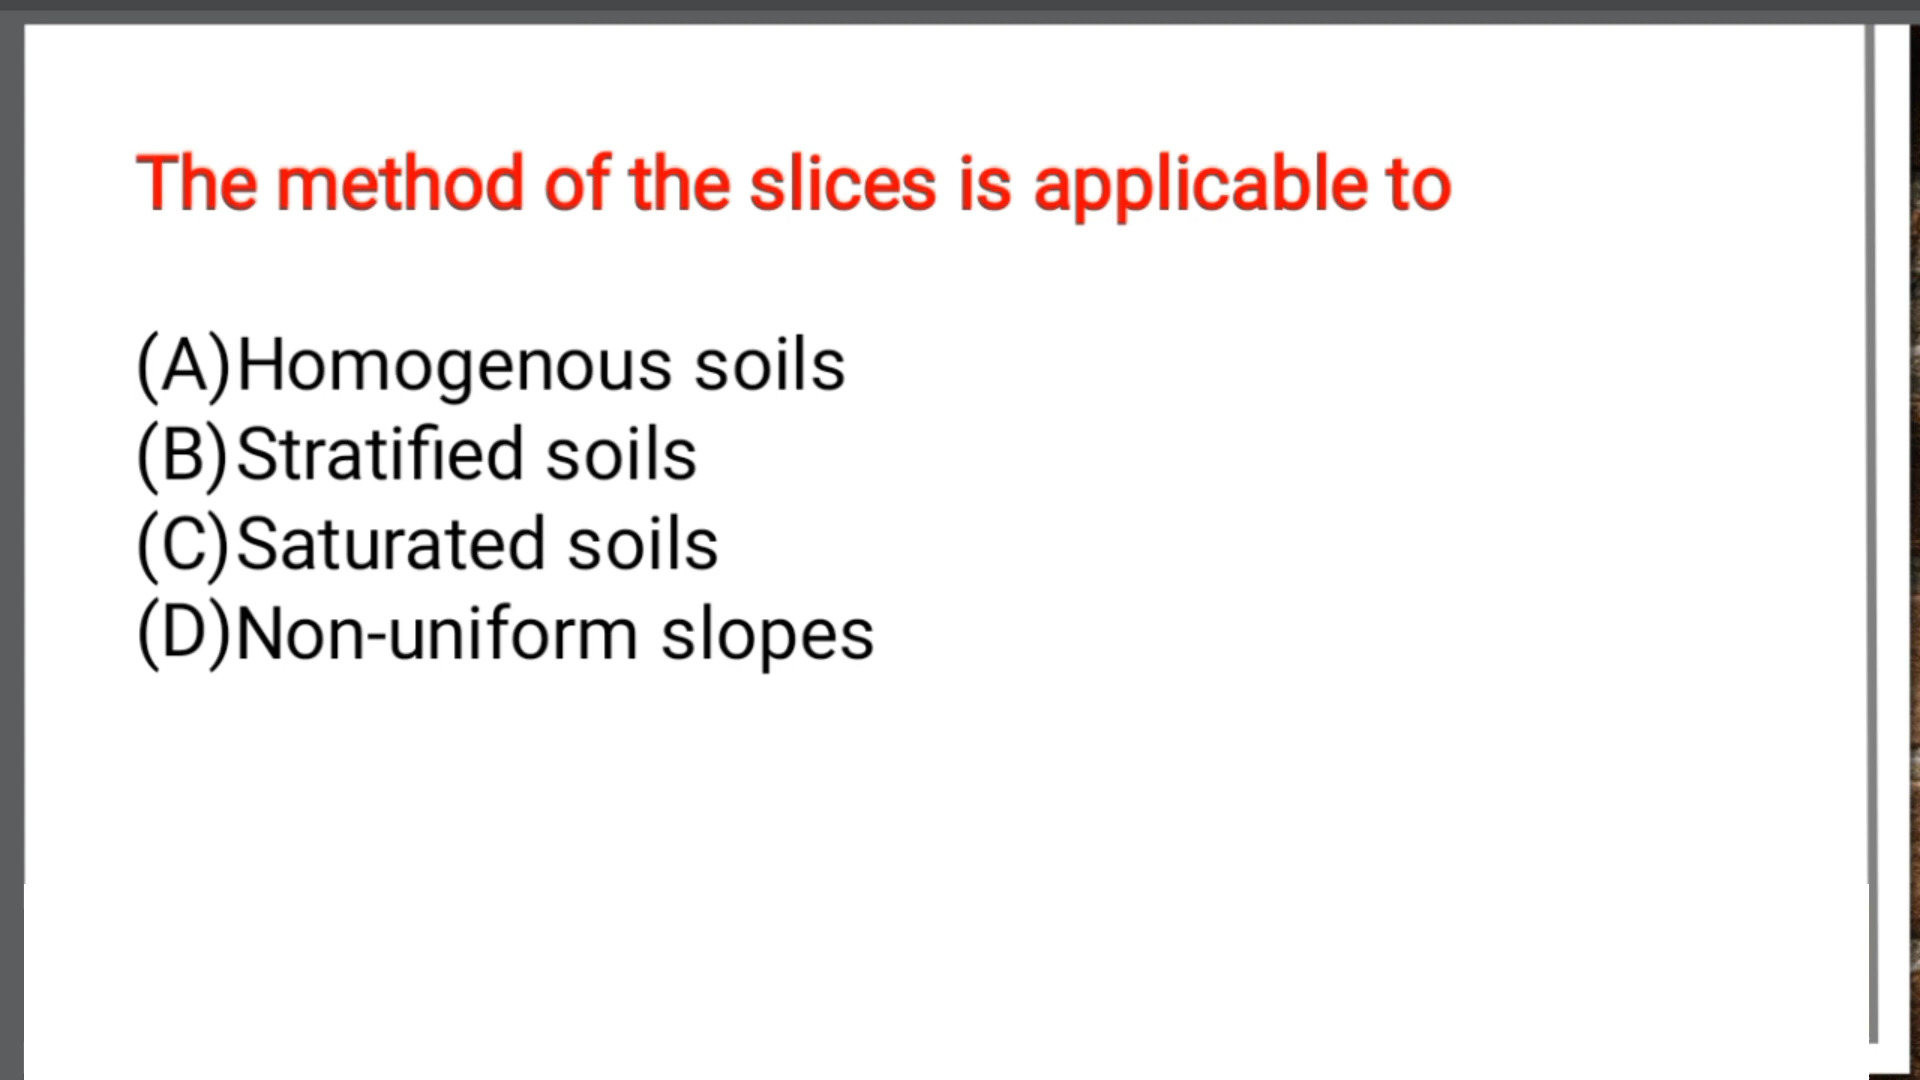 The method of the slices is applicable to
(A)Homogenous soils
(B)Stratified soils
(C)Saturated soils
(D)Non-uniform slopes